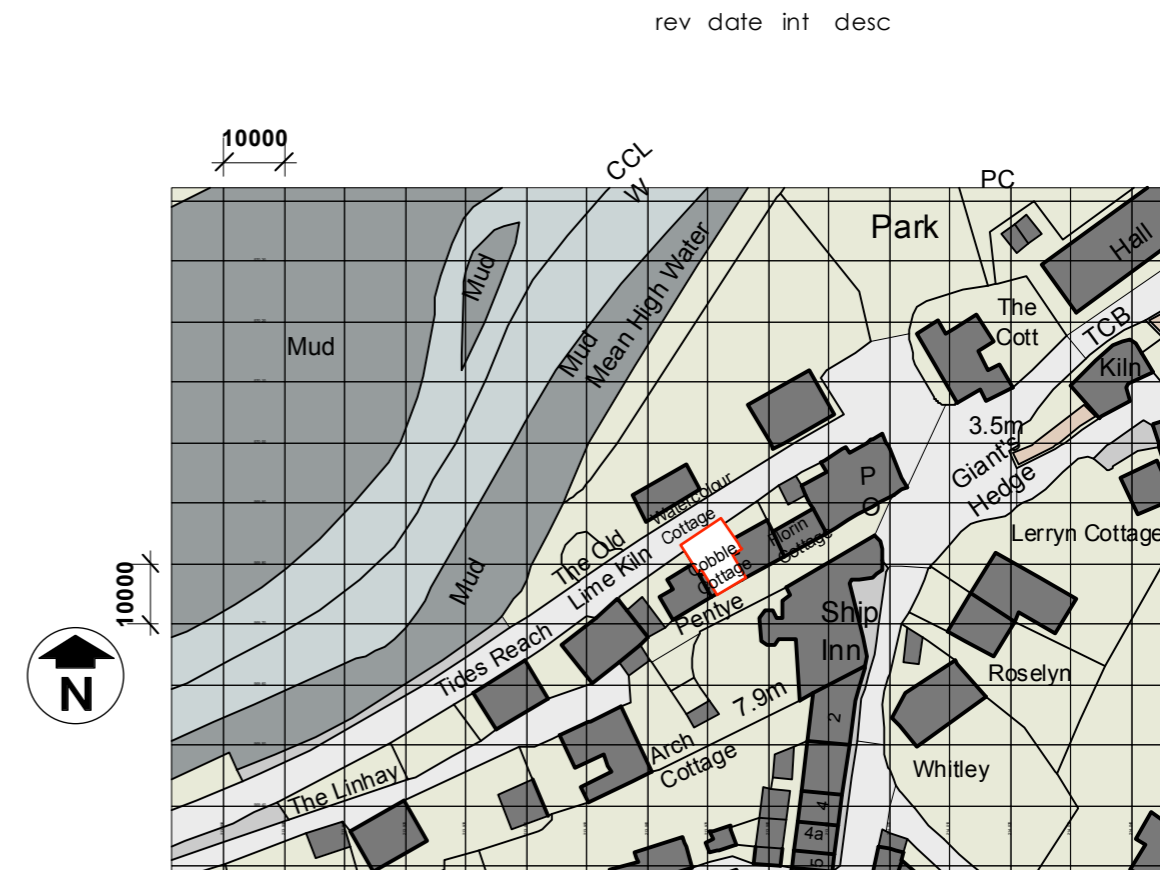 rev date int desc
10000
CCL
W
PC
Park
Hall
Mud
Mean High Water
Mud
The
Cott
TCB
Mud
Mud
Kiln
3.5m
Giant's
Hedge
P
O
Watercolour
Cottage
Florin
Cottage
Cobble
Cottage
Lerryn Cottage
The Old
Lime Kiln
10000
Mud
Pentye
Ship
Inn
Tides Reach
Roselyn
N
7.9m
2
Arch
Cottage
Whitley
The Linhay
4
4a
5